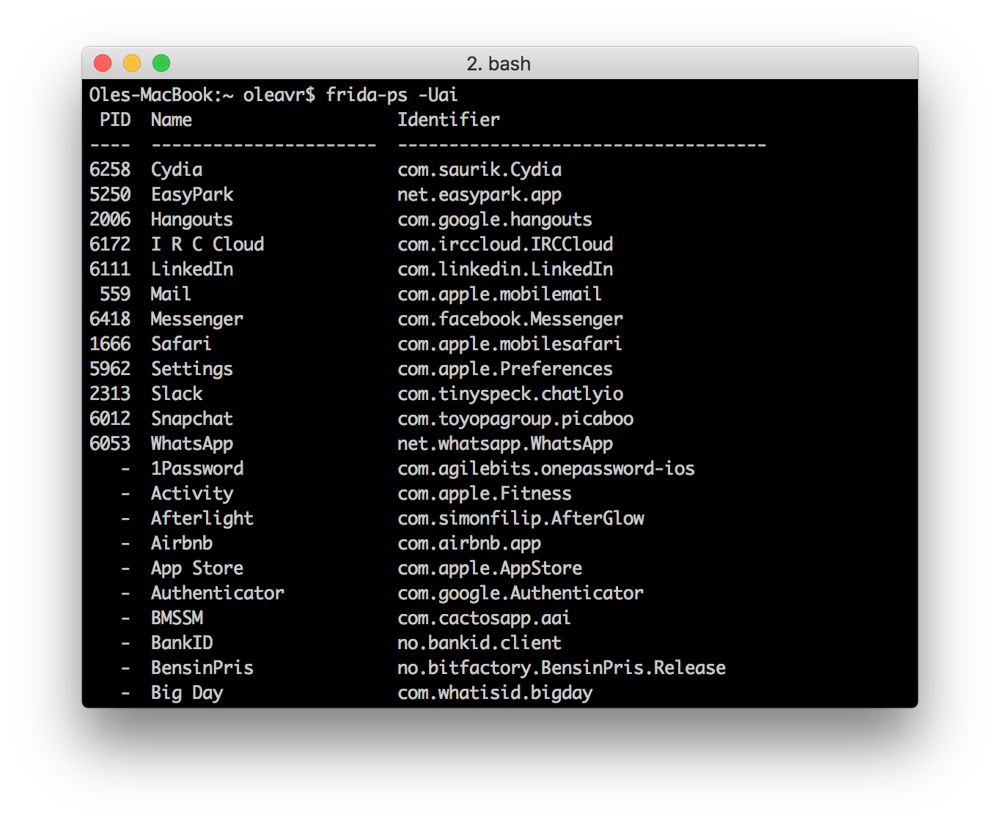 2. bash
Oles-MacBook:~ oleavr$ frida-ps -Uai
 PID  Name                    Identifier
----  ----------------------  ------------------------------------
6258  Cydia                   com.saurik.Cydia
5250  EasyPark                net.easypark.app
2006  Hangouts                com.google.hangouts
6172  I R C Cloud             com.irccloud.IRCCloud
6111  LinkedIn                com.linkedin.LinkedIn
 559  Mail                    com.apple.mobilemail
6418  Messenger               com.facebook.Messenger
1666  Safari                  com.apple.mobilesafari
5962  Settings                com.apple.Preferences
2313  Slack                   com.tinyspeck.chatlyio
6012  Snapchat                com.toyopagroup.picaboo
6053  WhatsApp                net.whatsapp.WhatsApp
   -  1Password               com.agilebits.onepassword-ios
   -  Activity                com.apple.Fitness
   -  Afterlight              com.simonfilip.AfterGlow
   -  Airbnb                  com.airbnb.app
   -  App Store               com.apple.AppStore
   -  Authenticator           com.google.Authenticator
   -  BMSSM                   com.cactosapp.aai
   -  BankID                  no.bankid.client
   -  BensinPris              no.bitfactory.BensinPris.Release
   -  Big Day                 com.whatisid.bigday